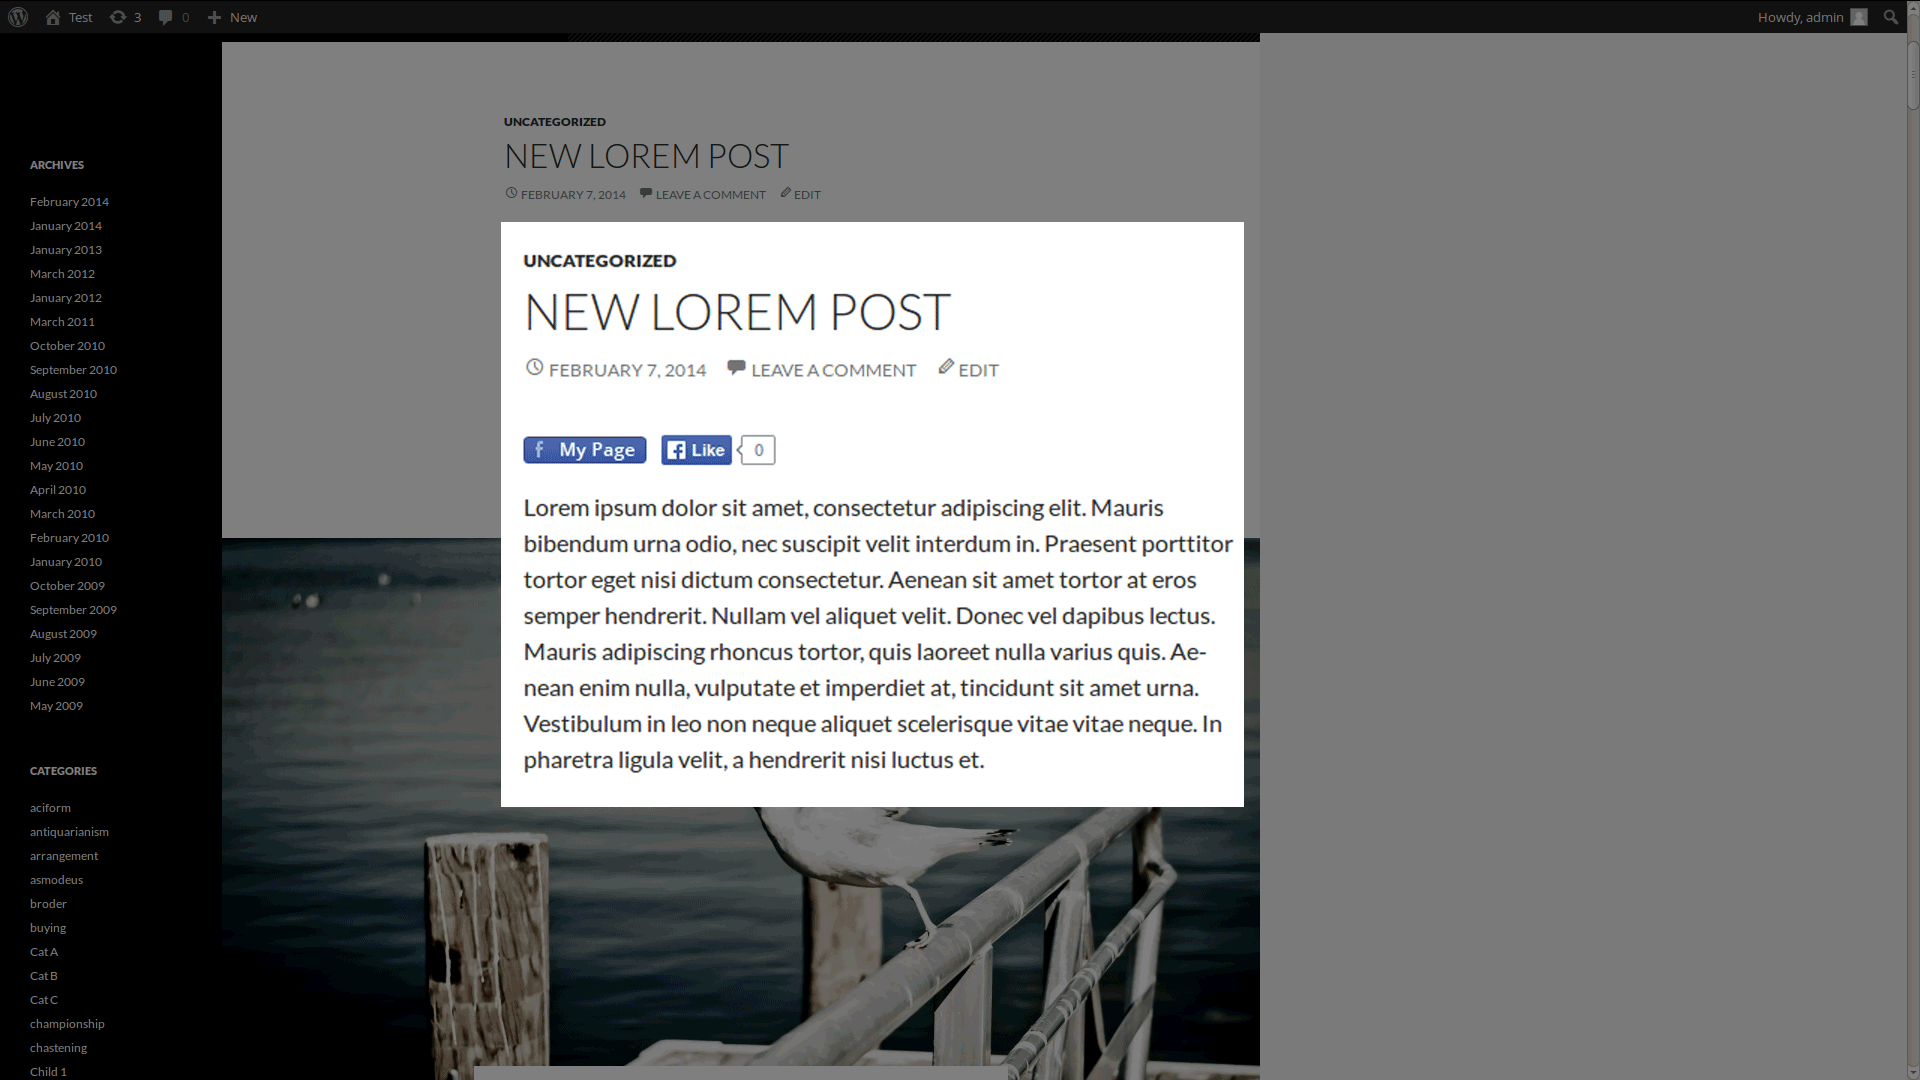 Test 3 0 New Howdy, admin
ARCHIVES
February 2014
January 2014
January 2013
March 2012
January 2012
March 2011
October 2010
September 2010
August 2010
July 2010
June 2010
May 2010
April 2010
March 2010
February 2010
January 2010
October 2009
September 2009
August 2009
July 2009
June 2009
May 2009
CATEGORIES
aciform
antiquarianism
arrangement
asmodeus
broder
buying
Cat A
Cat B
Cat C
championship
chastening
Child 1
UNCATEGORIZED
NEW LOREM POST
FEBRUARY 7, 2014 LEAVE A COMMENT EDIT
UNCATEGORIZED
NEW LOREM POST
FEBRUARY 7, 2014 LEAVE A COMMENT EDIT
f My Page f Like 0
Lorem ipsum dolor sit amet, consectetur adipiscing elit. Mauris
bibendum urna odio, nec suscipit velit interdum in. Praesent porttitor
tortor eget nisi dictum consectetur. Aenean sit amet tortor at eros
semper hendrerit. Nullam vel aliquet velit. Donec vel dapibus lectus.
Mauris adipiscing rhoncus tortor, quis laoreet nulla varius quis. Ae-
nean enim nulla, vulputate et imperdiet at, tincidunt sit amet urna.
Vestibulum in leo non neque aliquet scelerisque vitae vitae neque. In
pharetra ligula velit, a hendrerit nisi luctus et.